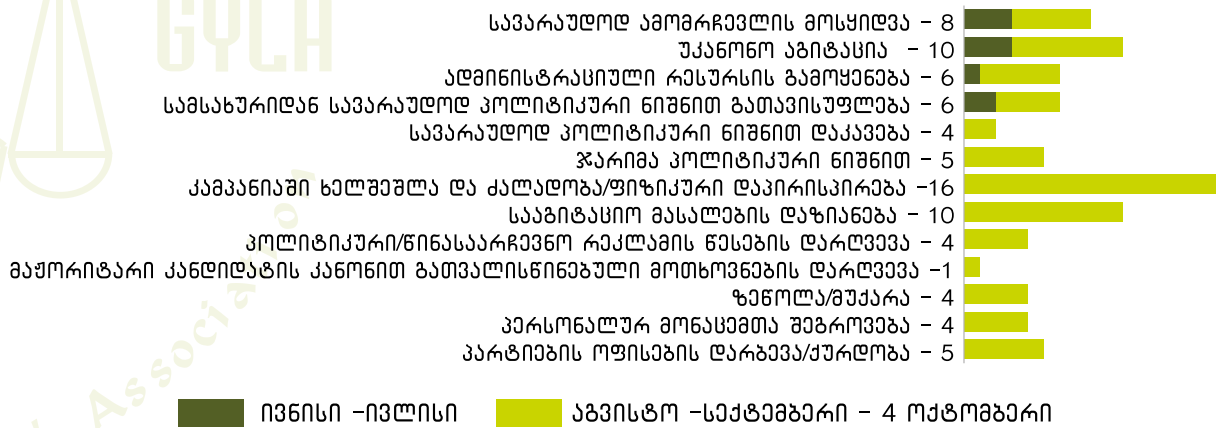 GYLA
სავარაუდოდ ამომრჩევლის მოსყიდვა - 8
უკანონო აგიტაცია - 10
ადმინისტრაციული რესურსის გამოყენება - 6
სამსახურიდან სავარაუდოდ პოლიტიკური ნიშნით გათავისუფლება - 6
სავარაუდოდ პოლიტიკური ნიშნით დაკავება - 4
ჯარიმა პოლიტიკური ნიშნით - 5
კამპანიაში ხელშეშლა და ძალადობა/ფიზიკური დაპირისპირება -16
სააგიტაციო მასალების დაზიანება - 10
პოლიტიკური/წინასაარჩევნო რეკლამის წესების დარღვევა - 4
მაჟორიტარი კანდიდატის კანონით გათვალისწინებული მოთხოვნების დარღვევა -1
ზეწოლა/მუქარა - 4
პერსონალურ მონაცემთა შეგროვება - 4
პარტიების ოფისების დარბევა/ქურდობა - 5
Association
ივნისი -ივლისი
აგვისტო -სექტემბერი - 4 ოქტომბერი